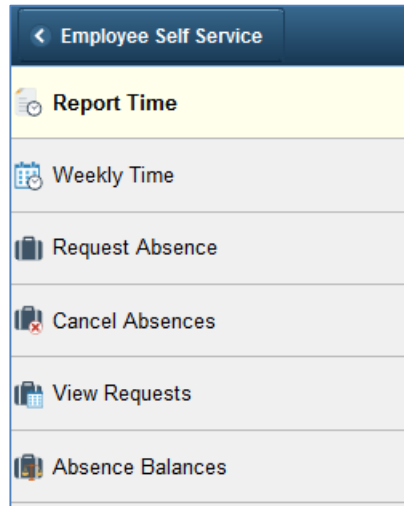 Employee Self Service
Report Time
Weekly Time
Request Absence
Cancel Absences
View Requests
Absence Balances